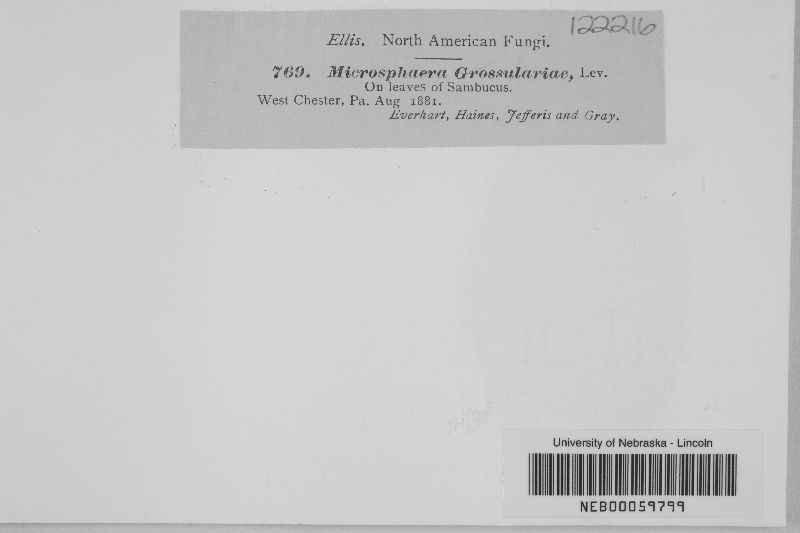 122216
Ellis. North American Fungi.
769. Microsphaera Grossulariae, Lev.
On leaves of Sambucus.
West Chester, Pa. Aug 1881.
Everhart, Haines, Jefferis and Gray.
University of Nebraska - Lincoln
NEB00059799